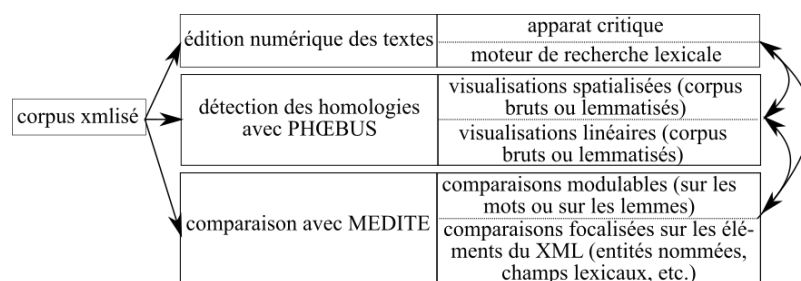 corpus xmlisé
édition numérique des textes
apparat critique
moteur de recherche lexicale
détection des homologies
avec PHŒBUS
visualisations spatialisées (corpus
bruts ou lemmatisés)
visualisations linéaires (corpus
bruts ou lemmatisés)
comparaison avec MEDITE
comparaisons modulables (sur les
mots ou sur les lemmes)
comparaisons focalisées sur les élé-
ments du XML (entités nommées,
champs lexicaux, etc.)